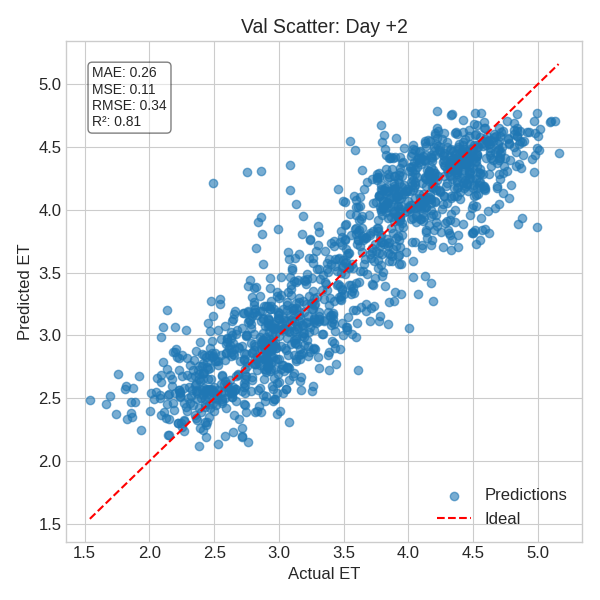 Val Scatter: Day +2
MAE: 0.26
MSE: 0.11
RMSE: 0.34
R²: 0.81
Predicted ET
5.0
4.5
4.0
3.5
3.0
2.5
2.0
1.5
Predictions
Ideal
1.5 2.0 2.5 3.0 3.5 4.0 4.5 5.0
Actual ET